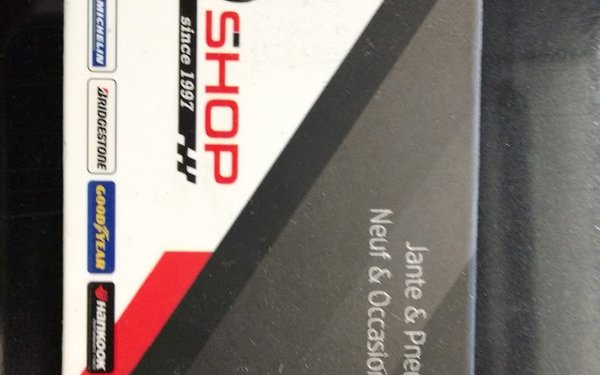 SHOP
since 1997
Jante &
Neuf &
MICHELIN
BRIDGESTONE
GOODYEAR
HANKOOK